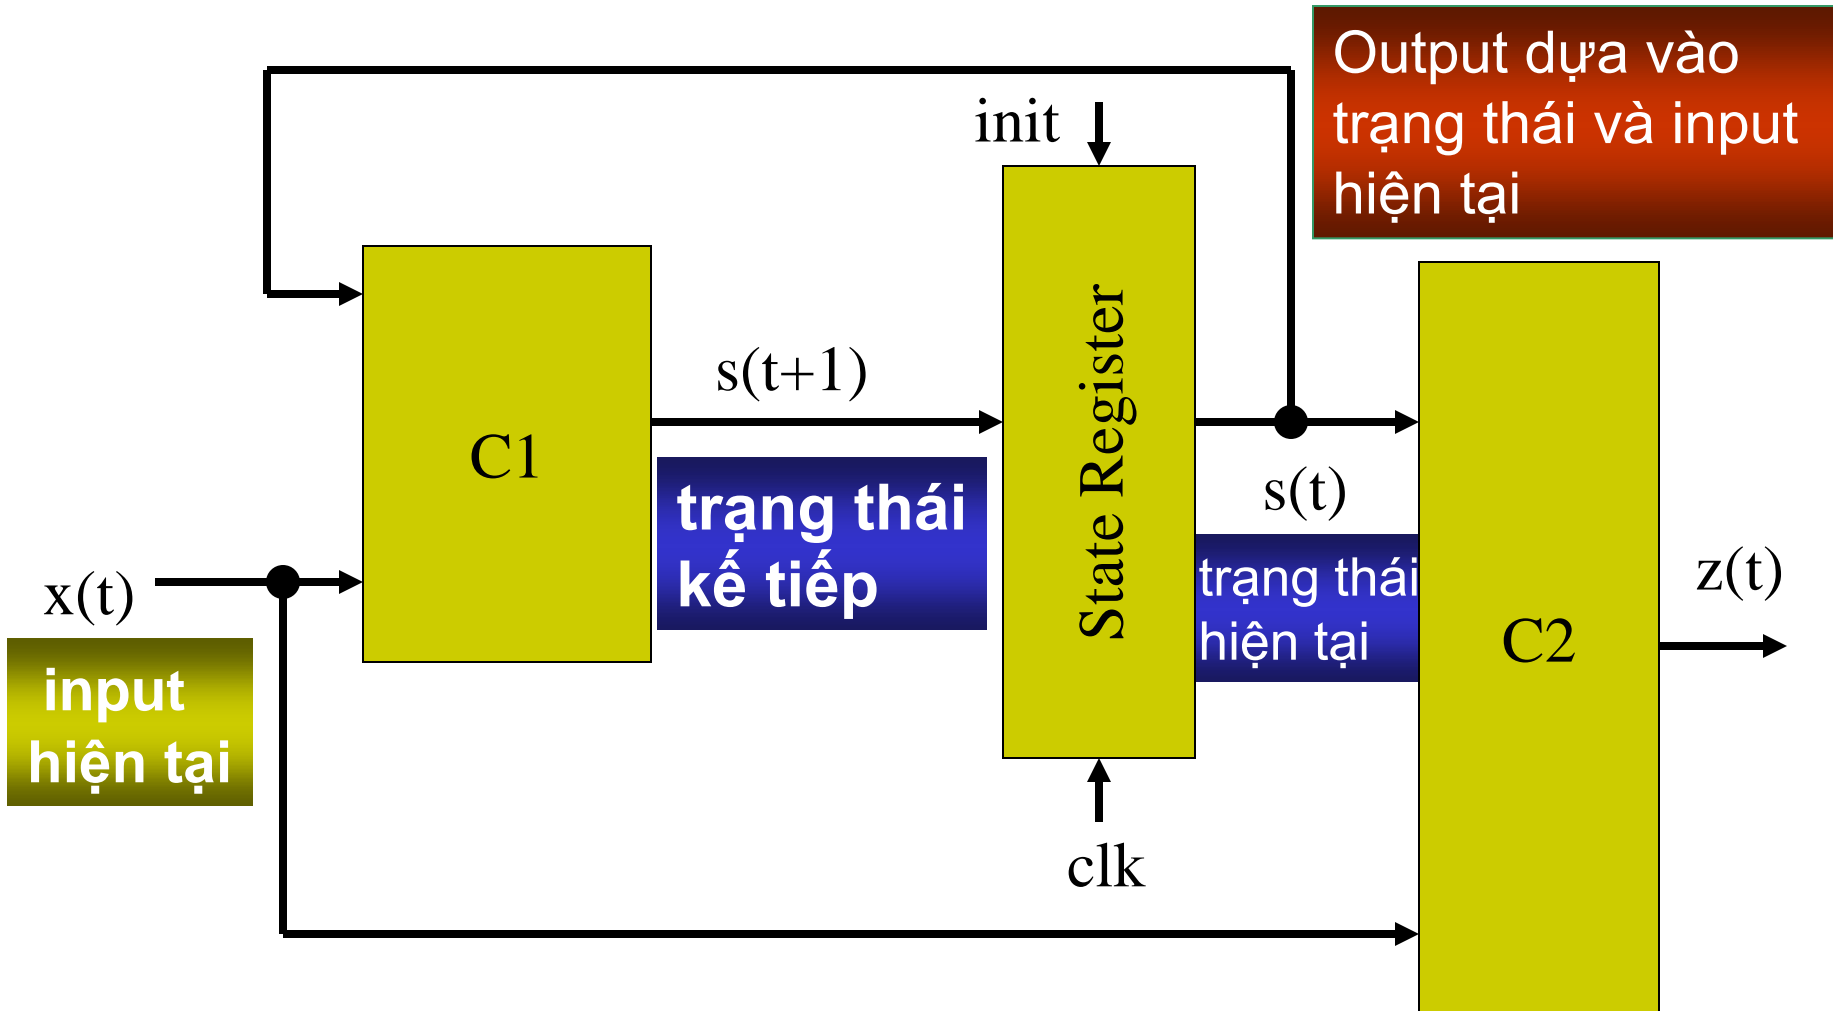 Output dựa vào
trạng thái và input
hiện tại
init
s(t+1)
C1
State Register
trạng thái
kế tiếp
s(t)
trạng thái
hiện tại
x(t)
input
hiện tại
z(t)
C2
clk